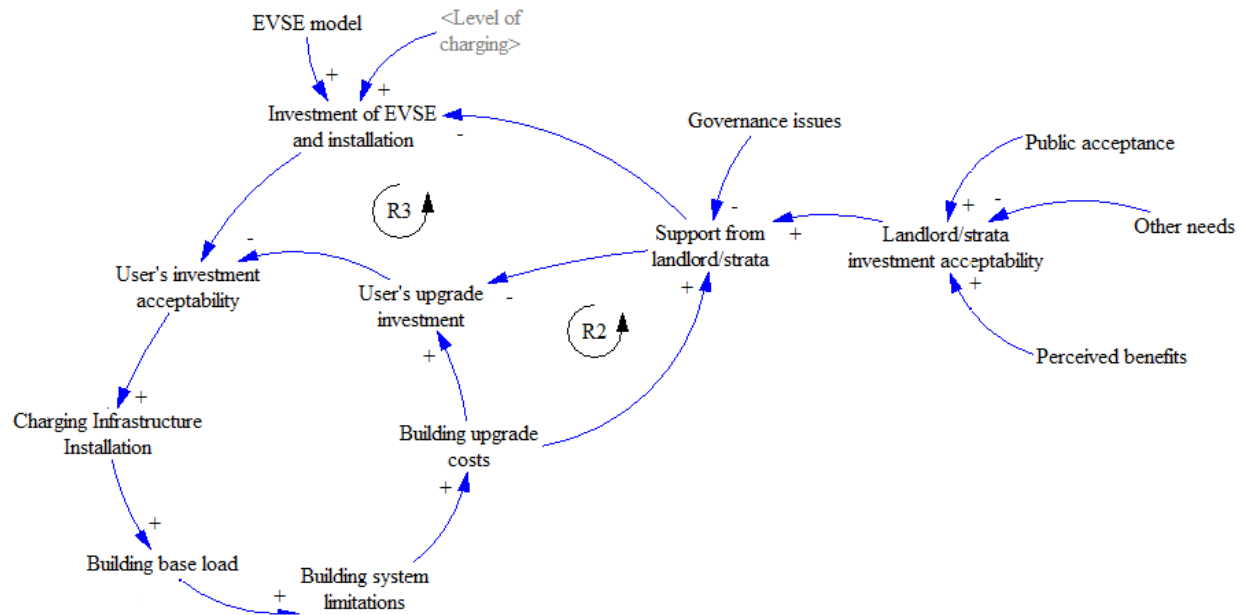 EVSE model
<Level of
charging>
+
+
Investment of EVSE
and installation
-
Governance issues
Public acceptance
R3
-
+
-
Other needs
Support from
landlord/strata
+
Landlord/strata
investment acceptability
+
+
-
User's investment
acceptability
User's upgrade
investment
-
R2
Perceived benefits
+
+
Charging Infrastructure
Installation
Building upgrade
costs
+
+
Building base load
+
Building system
limitations